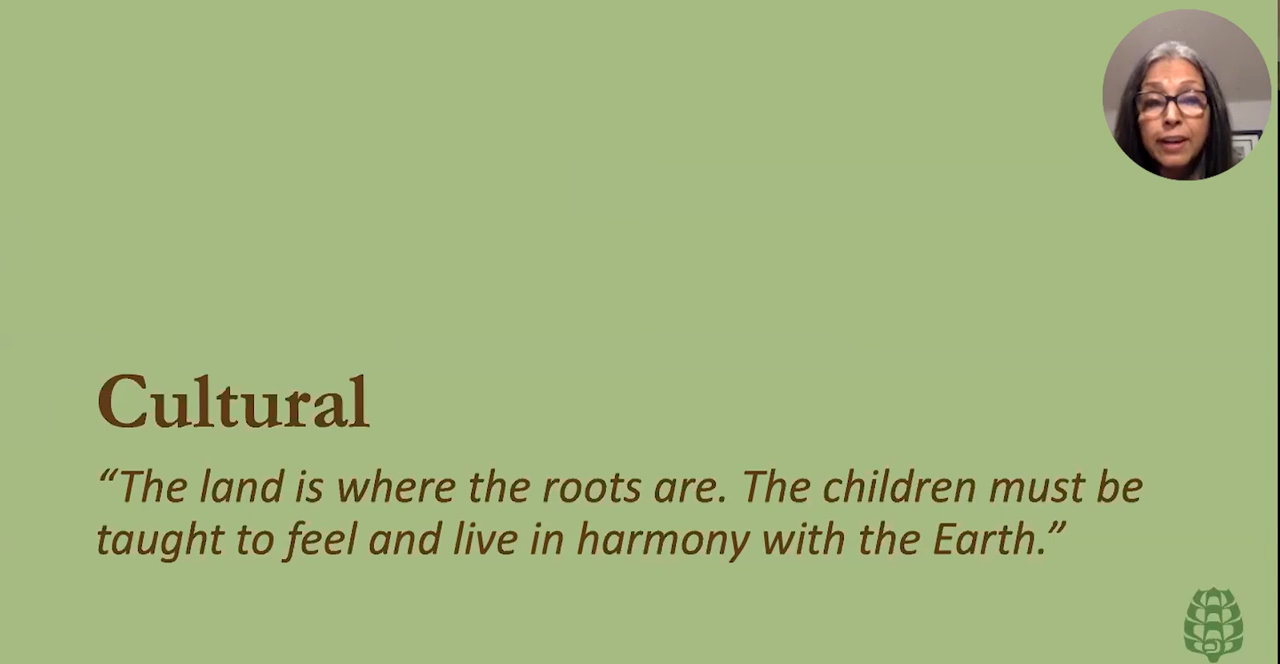 Cultural
“The land is where the roots are. The children must be
taught to feel and live in harmony with the Earth.”